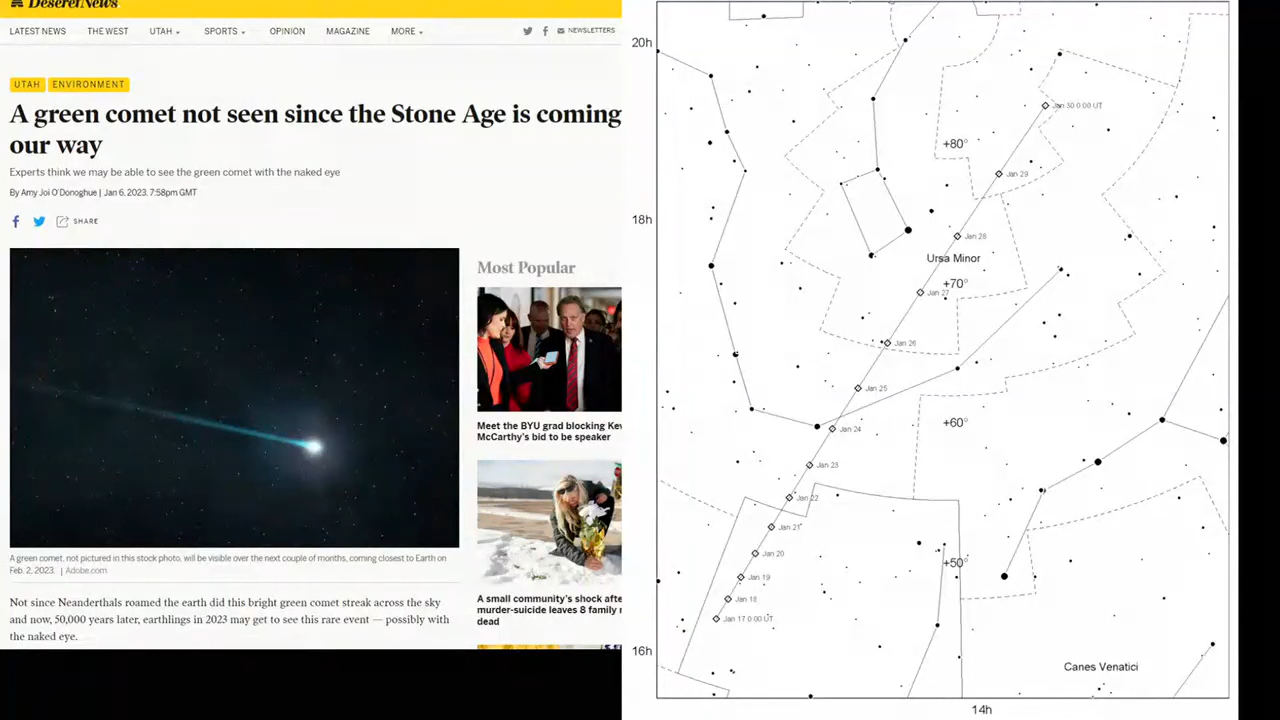 Deseret News
LATEST NEWS THE WEST UTAH SPORTS OPINION MAGAZINE MORE NEWSLETTERS
UTAH ENVIRONMENT
A green comet not seen since the Stone Age is coming
our way
Experts think we may be able to see the green comet with the naked eye
By Amy Joi O'Donoghue | Jan 6, 2023, 7:58pm GMT
SHARE
A green comet, not pictured in this stock photo, will be visible over the next couple of months, coming closest to Earth on
Feb. 2, 2023. | Adobe.com
Not since Neanderthals roamed the earth did this bright green comet streak across the sky
and now, 50,000 years later, earthlings in 2023 may get to see this rare event — possibly with
the naked eye.
Most Popular
Meet the BYU grad blocking Kev
McCarthy's bid to be speaker
A small community's shock afte
murder-suicide leaves 8 family
dead
20h
18h
16h
14h
Jan 30 0:00 UT
+80°
Jan 29
Jan 28
Ursa Minor
+70°
Jan 27
Jan 26
Jan 25
+60°
Jan 24
Jan 23
Jan 22
Jan 21
Jan 20
+50°
Jan 19
Jan 18
Jan 17 0:00 UT
Canes Venatici